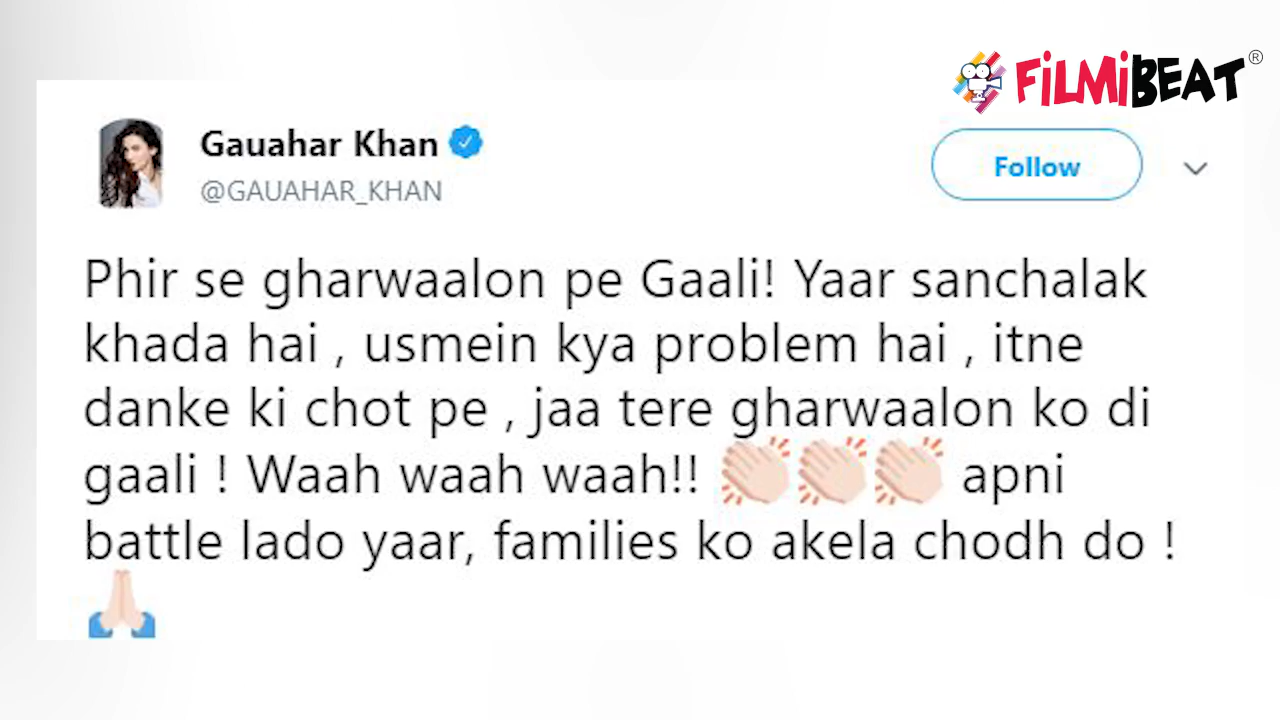 FiLMiBEAT®
Gauahar Khan
@GAUAHAR_KHAN
Follow
Phir se gharwaalon pe Gaali! Yaar sanchalak
khada hai , usmein kya problem hai , itne
danke ki chot pe , jaa tere gharwaalon ko di
gaali ! Waah waah waah!! 👏🏻👏🏻👏🏻 apni
battle lado yaar, families ko akela chodh do !
🙏🏻